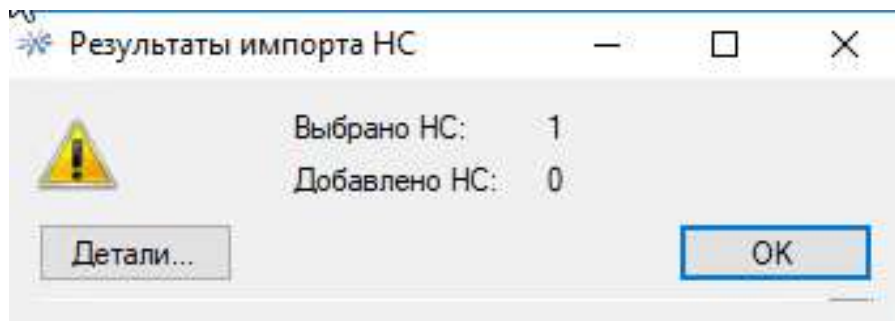 Результаты импорта НС
Выбрано НС: 1
Добавлено НС: 0
Детали... OK